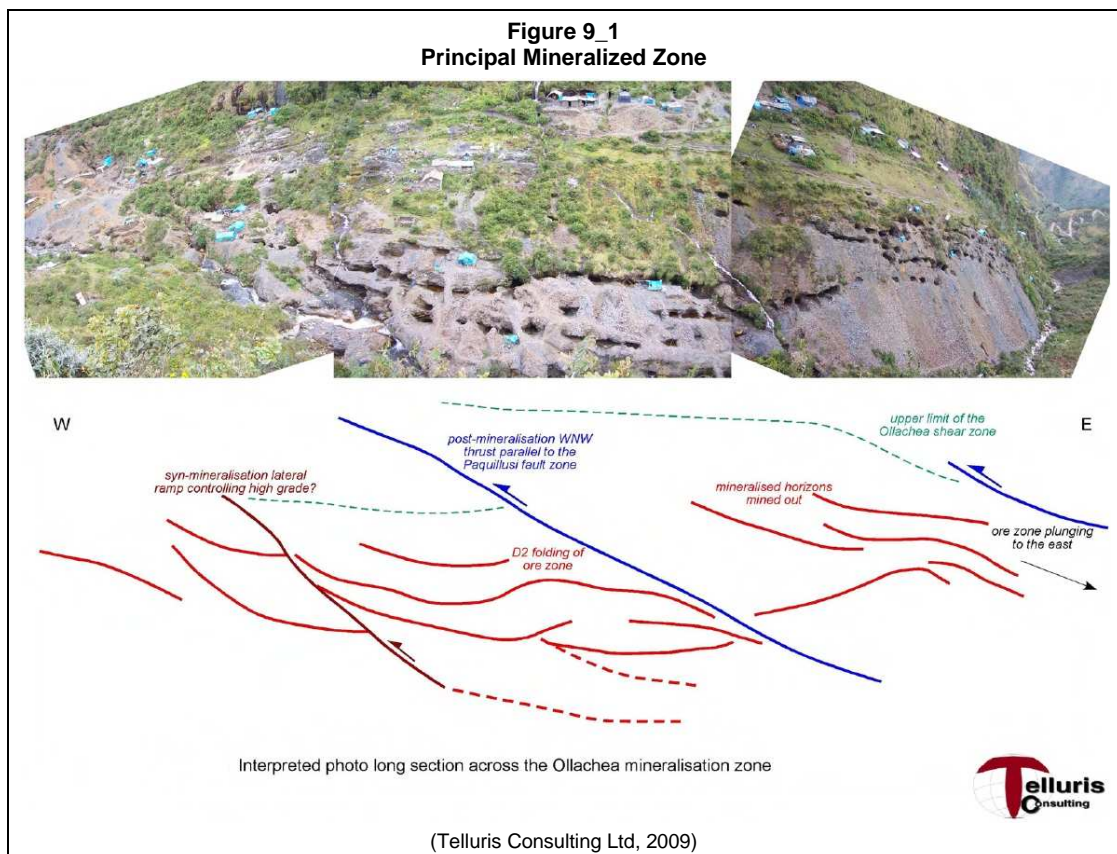 Figure 9_1
Principal Mineralized Zone
W
E
upper limit of the
Ollachea shear zone
post-mineralisation WNW
thrust parallel to the
Paquillusi fault zone
syn-mineralisation lateral
ramp controlling high grade?
mineralised horizons
mined out
ore zone plunging
to the east
D2 folding of
ore zone
Interpreted photo long section across the Ollachea mineralisation zone
Telluris
Consulting
(Telluris Consulting Ltd, 2009)